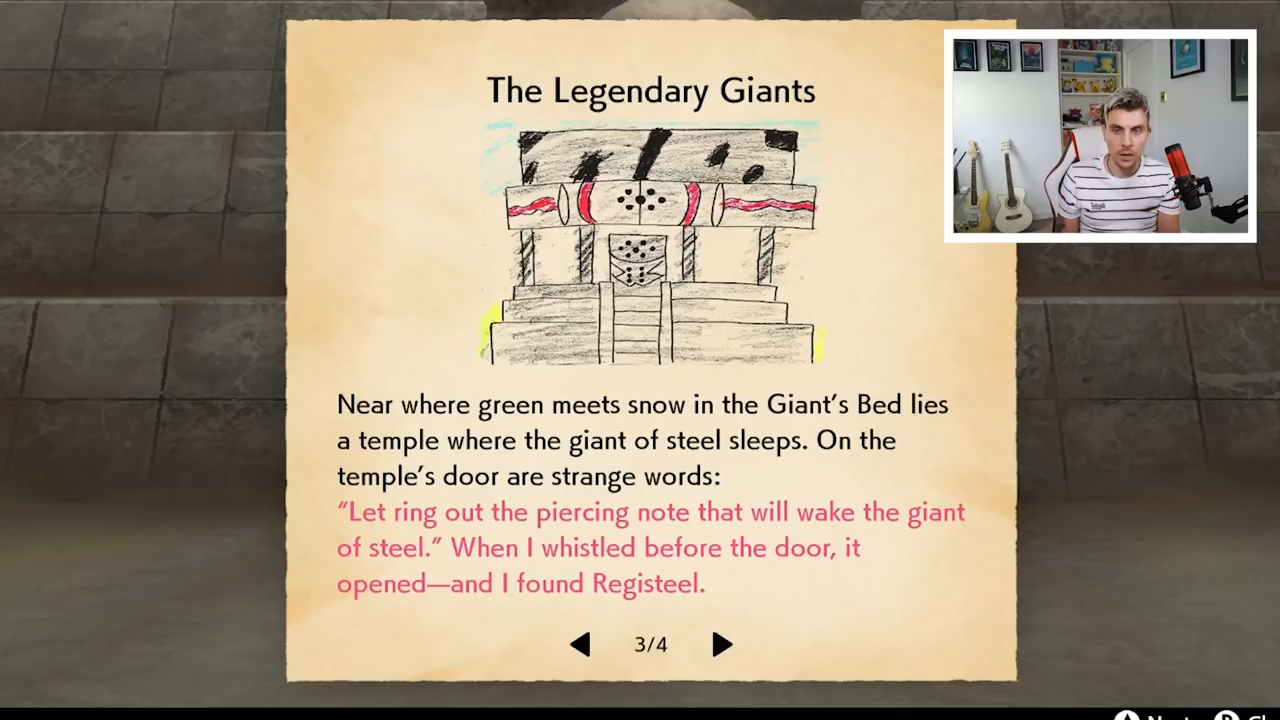 The Legendary Giants
Near where green meets snow in the Giant's Bed lies
a temple where the giant of steel sleeps. On the
temple's door are strange words:
“Let ring out the piercing note that will wake the giant
of steel.” When I whistled before the door, it
opened—and I found Registeel.
3/4